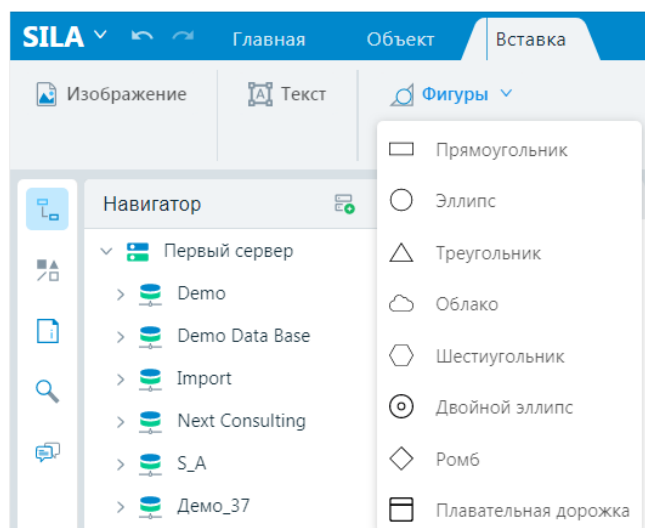 SILA
Главная
Объект
Вставка
Изображение
Текст
Фигуры
Прямоугольник
Эллипс
Треугольник
Облако
Шестиугольник
Двойной эллипс
Ромб
Плавательная дорожка
Навигатор
Первый сервер
Demo
Demo Data Base
Import
Next Consulting
S_A
Демо_37